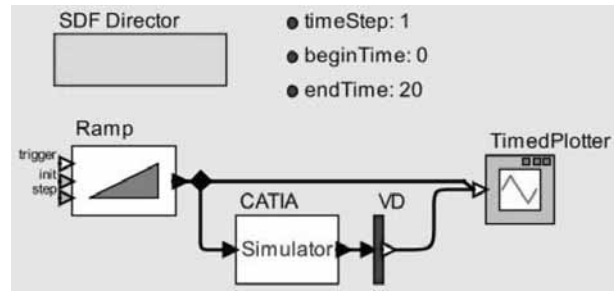 SDF Director
timeStep: 1
beginTime: 0
endTime: 20
Ramp
trigger
init
step
TimedPlotter
CATIA
VD
Simulator